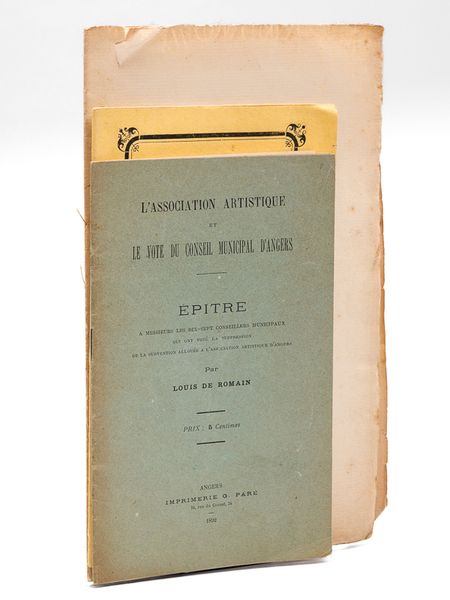 L'ASSOCIATION ARTISTIQUE
ET
LE VOTE DU CONSEIL MUNICIPAL D'ANGERS
ÉPITRE
A MESSIEURS LES DIX-SEPT CONSEILLERS MUNICIPAUX
QUI ONT VOTÉ LA SUPPRESSION
DE LA SUBVENTION ALLOUÉE A L'ASSOCIATION ARTISTIQUE D'ANGERS
Par
LOUIS DE ROMAIN
PRIX : 5 Centimes
ANGERS
IMPRIMERIE G. PARÉ
rue du